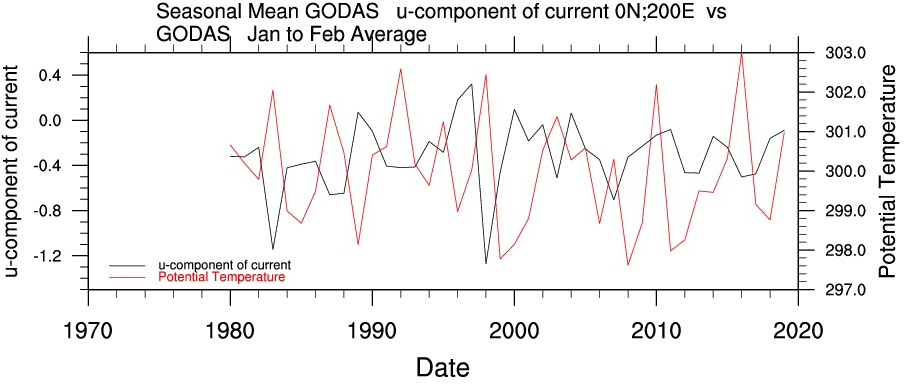 Seasonal Mean GODAS   u-component of current 0N;200E  vs
GODAS   Jan to Feb Average
u-component of current
0.4
0.0
-0.4
-0.8
-1.2
303.0
302.0
301.0
300.0
299.0
298.0
297.0
Potential Temperature
u-component of current
Potential Temperature
1970 1980 1990 2000 2010 2020
Date